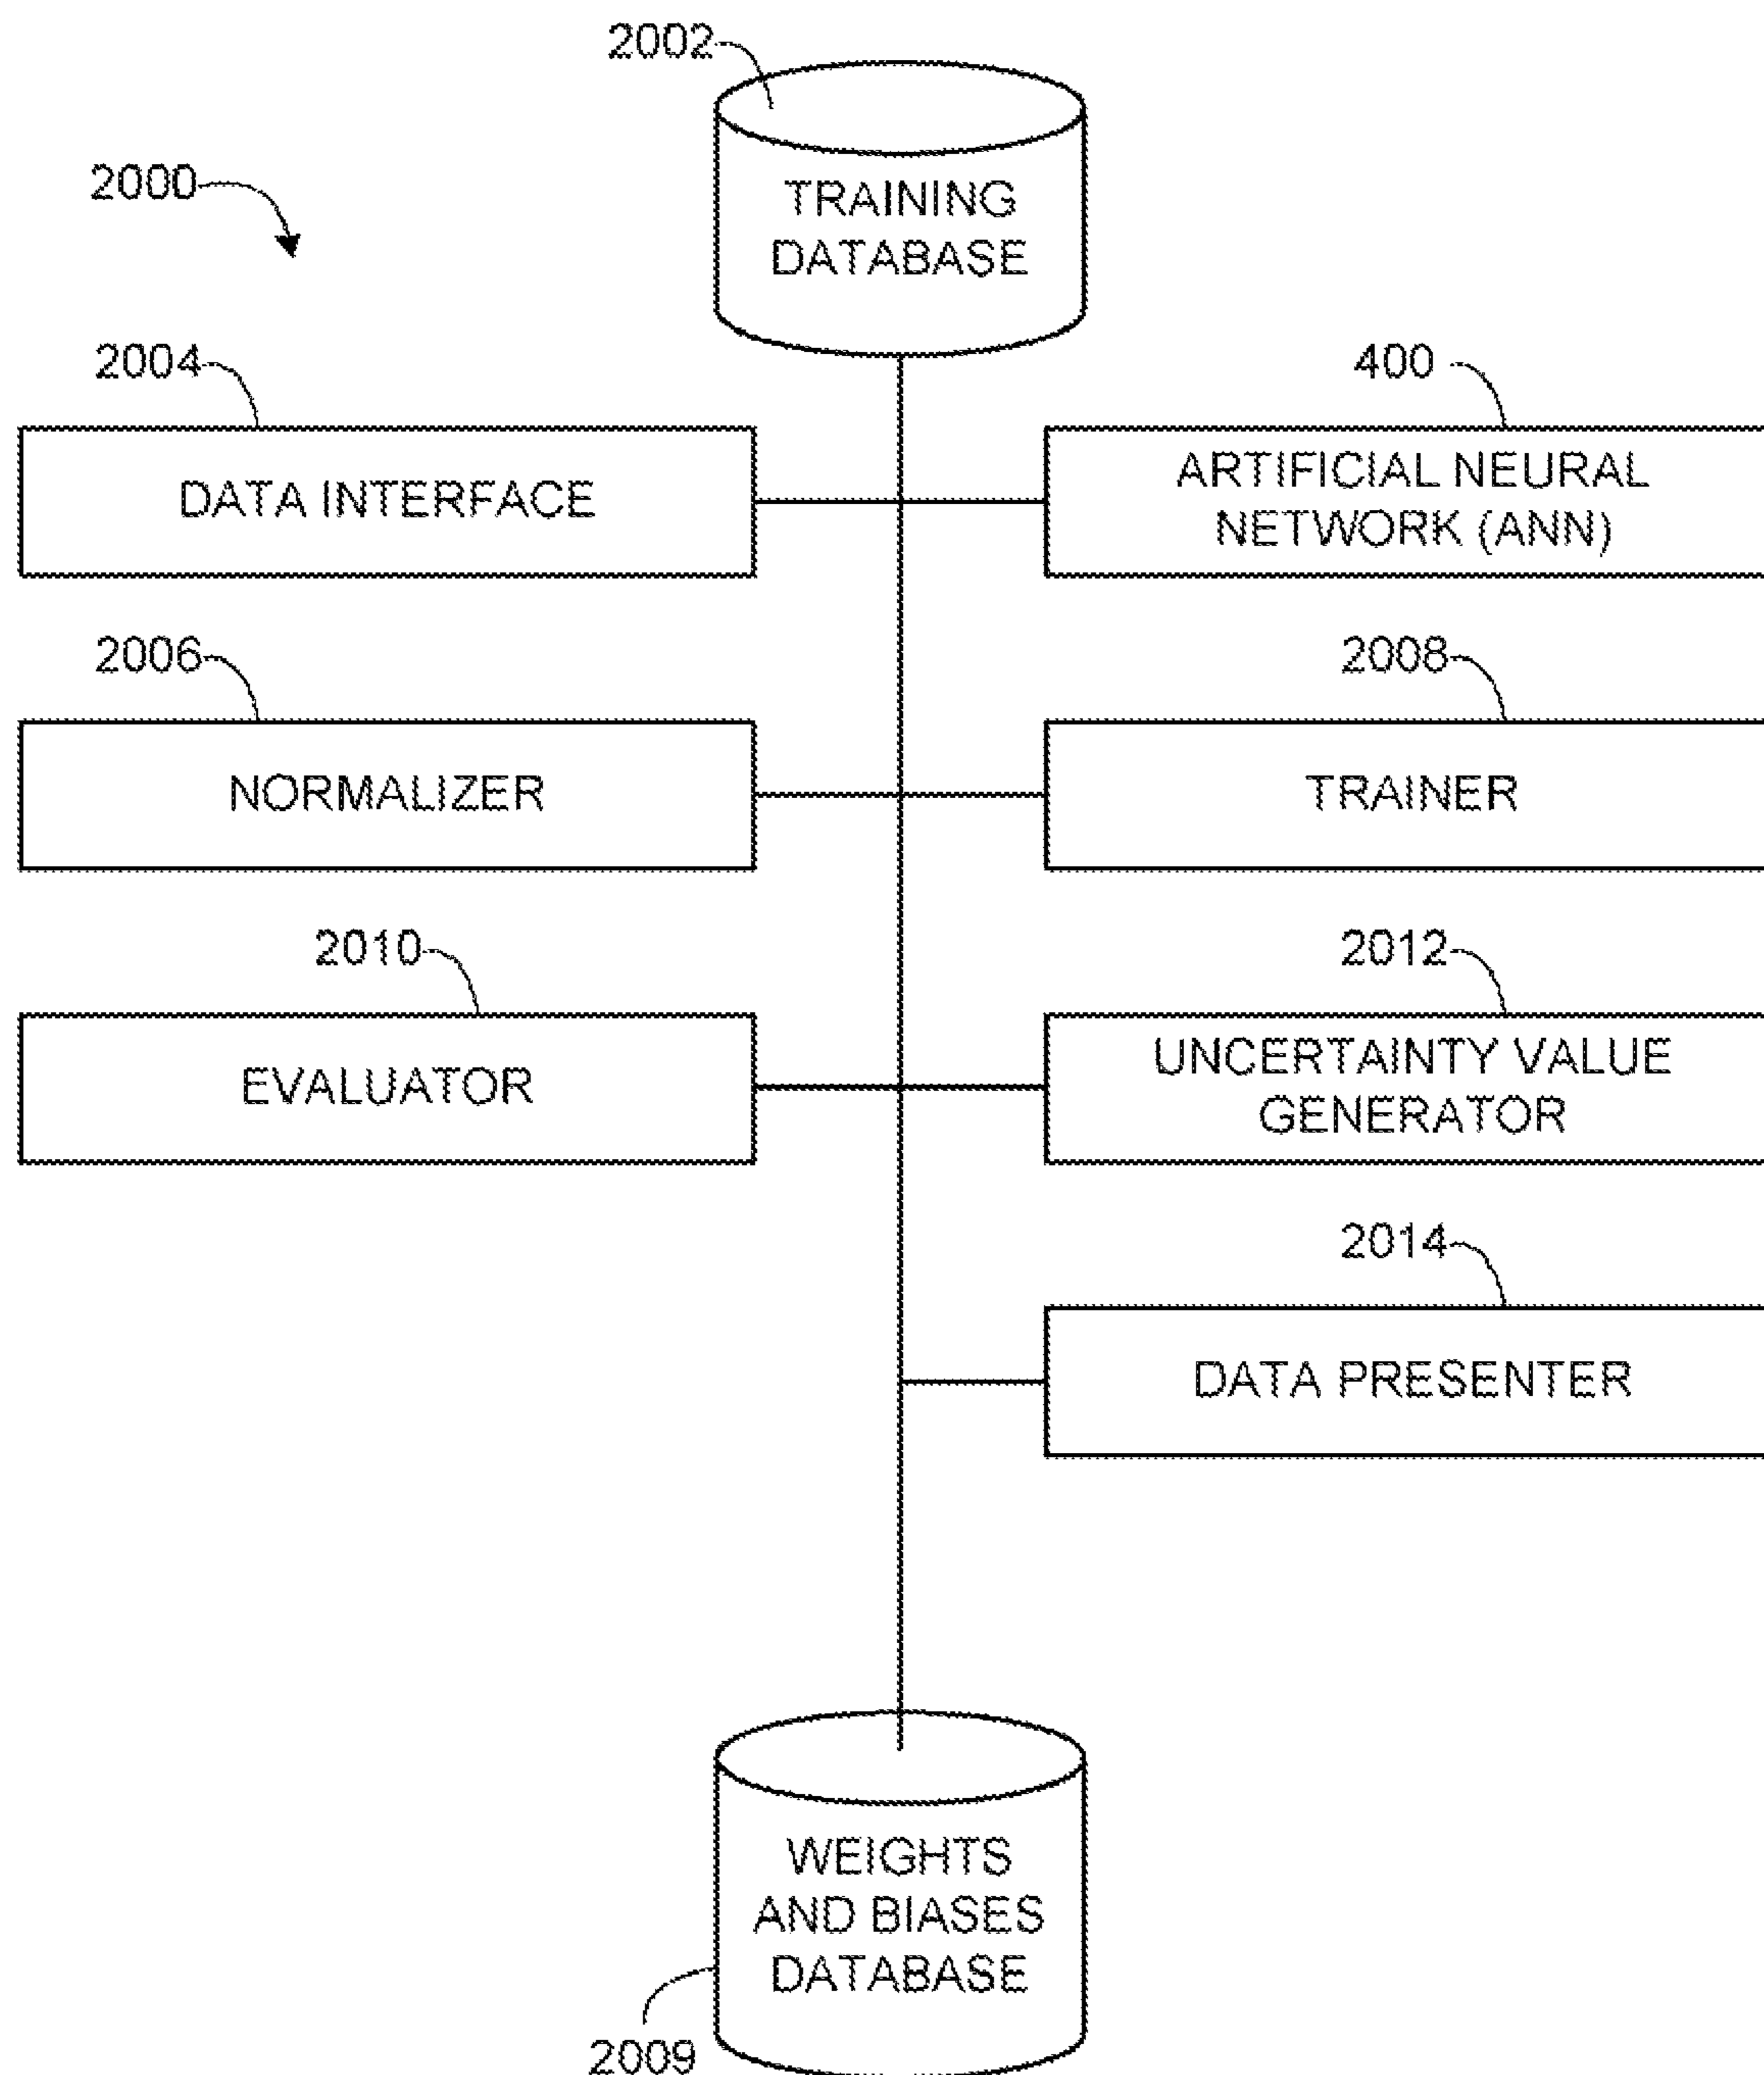 2002
2000
TRAINING
DATABASE
2004
400
DATA INTERFACE
ARTIFICIAL NEURAL
NETWORK (ANN)
2006
2008
NORMALIZER
TRAINER
2010
2012
EVALUATOR
UNCERTAINTY VALUE
GENERATOR
2014
DATA PRESENTER
WEIGHTS
AND BIASES
DATABASE
2009